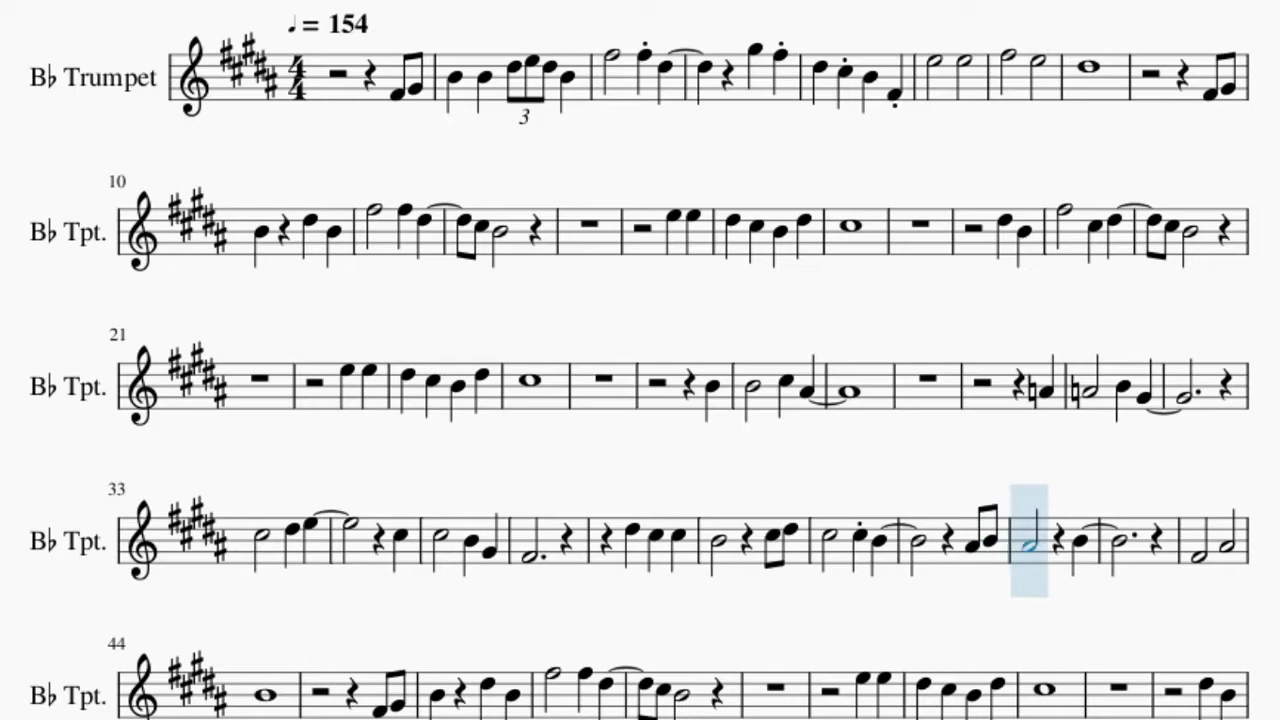 ♩= 154
B♭ Trumpet
4
4
3
10
B♭ Tpt.
21
B♭ Tpt.
33
B♭ Tpt.
44
B♭ Tpt.